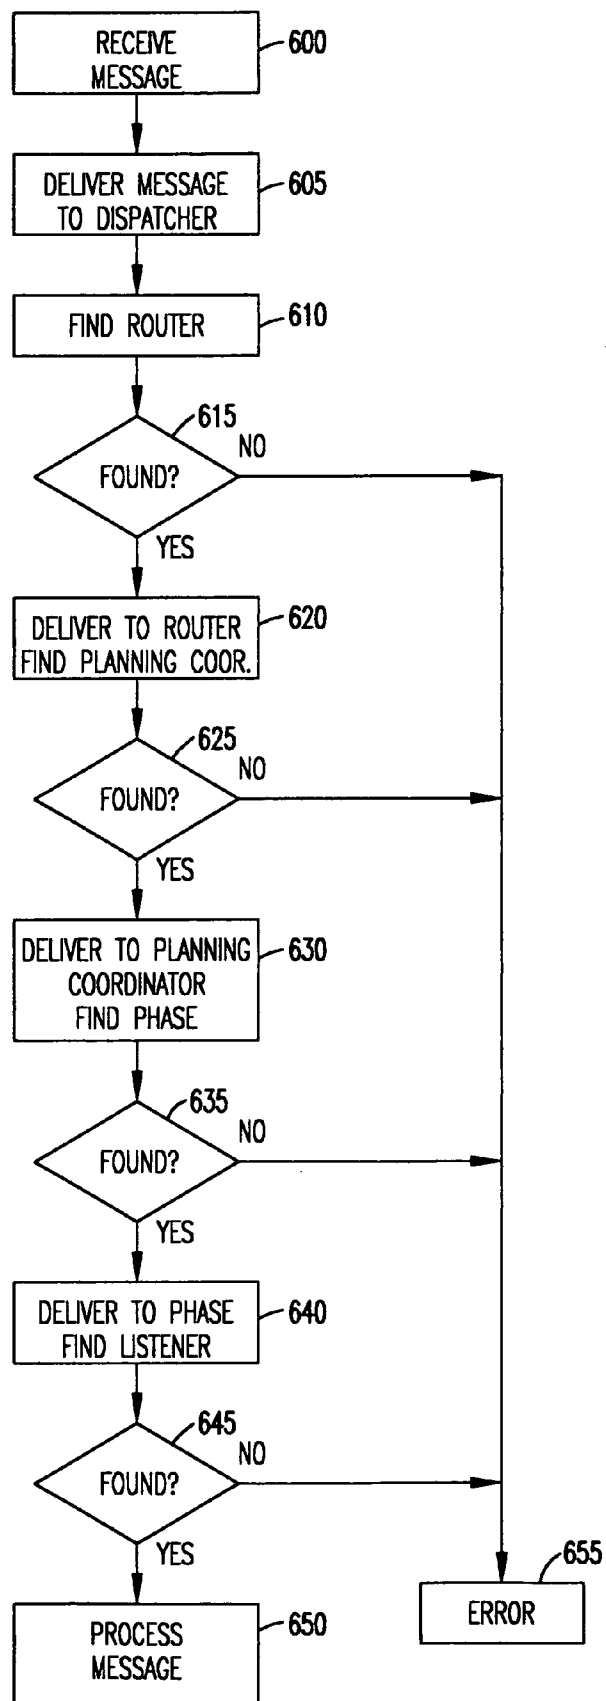 RECEIVE
MESSAGE
600
DELIVER MESSAGE
TO DISPATCHER
605
FIND ROUTER
610
615
FOUND?
NO
YES
DELIVER TO ROUTER
FIND PLANNING COOR.
620
625
FOUND?
NO
YES
DELIVER TO PLANNING
COORDINATOR
FIND PHASE
630
635
FOUND?
NO
YES
DELIVER TO PHASE
FIND LISTENER
640
645
FOUND?
NO
YES
PROCESS
MESSAGE
650
ERROR
655